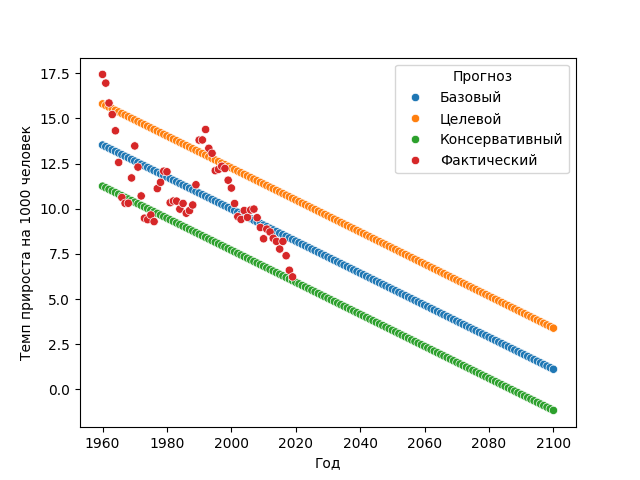 Прогноз
Базовый
Целевой
Консервативный
Фактический
Темп прироста на 1000 человек
17.5
15.0
12.5
10.0
7.5
5.0
2.5
0.0
1960 1980 2000 2020 2040 2060 2080 2100
Год